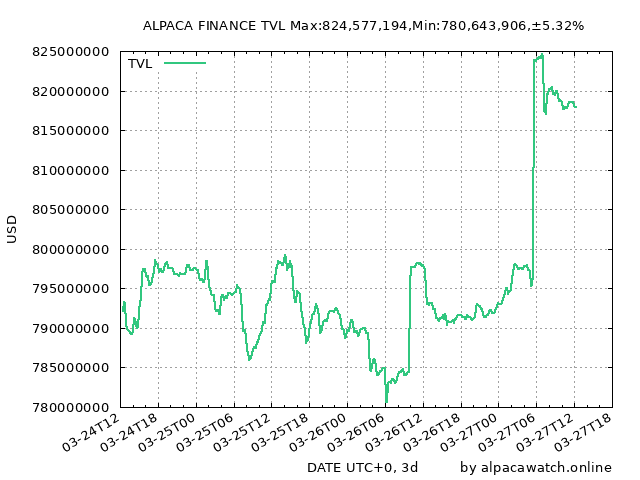 ALPACA FINANCE TVL Max:824,577,194,Min:780,643,906,±5.32%
TVL
825000000
820000000
815000000
810000000
805000000
800000000
795000000
790000000
785000000
780000000
USD
03-24T12
03-24T18
03-25T00
03-25T06
03-25T12
03-25T18
03-26T00
03-26T06
03-26T12
03-26T18
03-27T00
03-27T06
03-27T12
03-27T18
DATE UTC+0, 3d
by alpacawatch.online